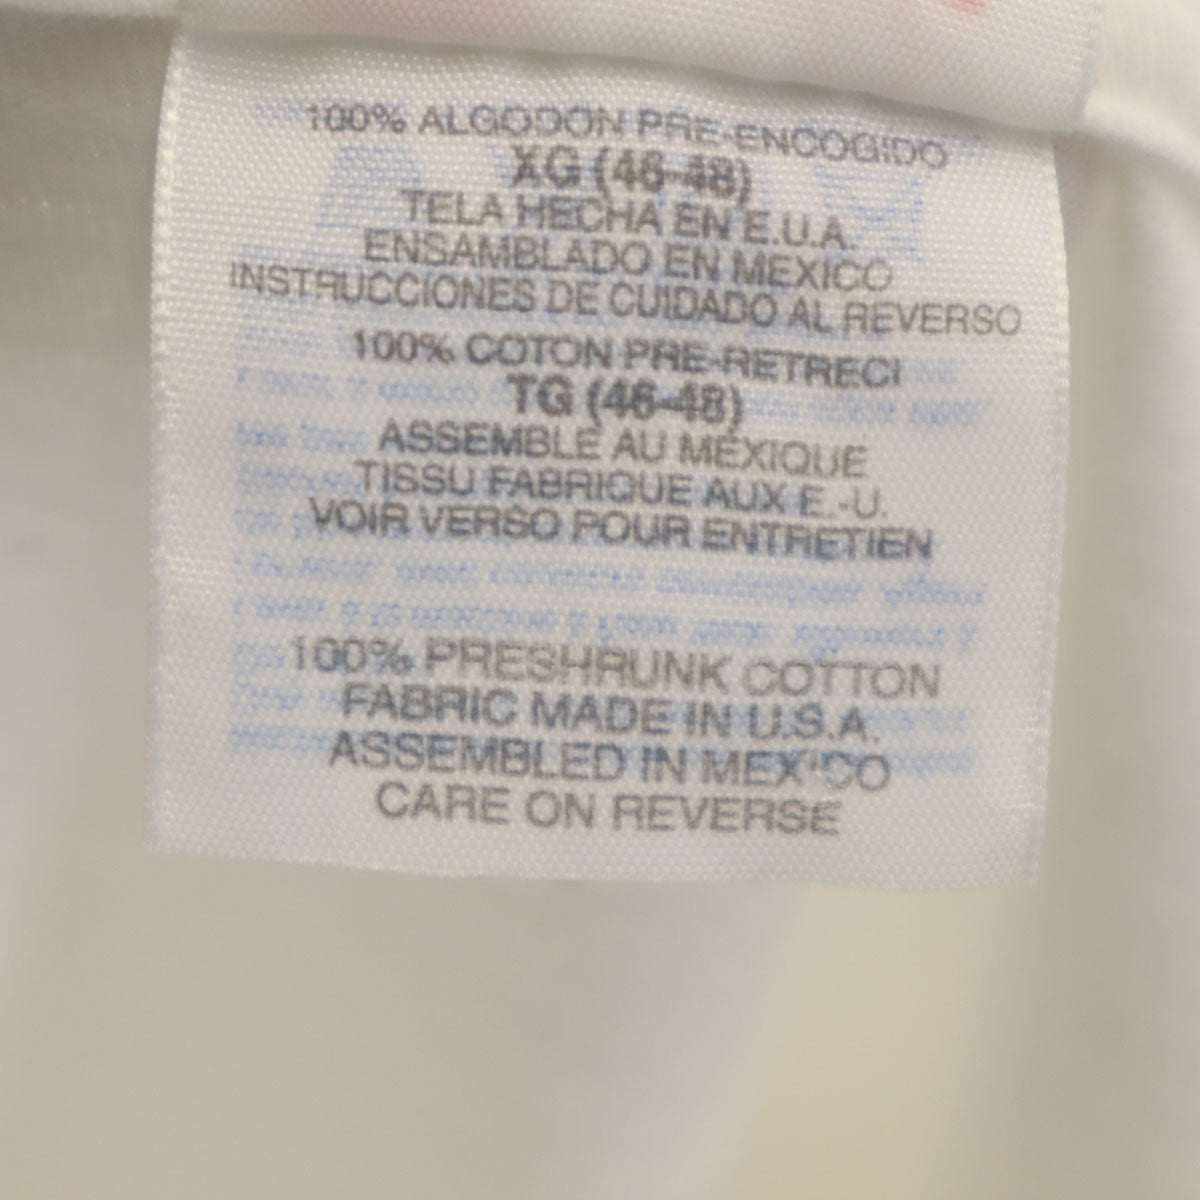 100% ALGODON PRE-ENCOGIDO
XG (46-48)
TELA HECHA EN E.U.A.
ENSAMBLADO EN MEXICO
INSTRUCCIONES DE CUIDADO AL REVERSO
100% COTON PRE-RETRECI
TG (46-48)
ASSEMBLE AU MEXIQUE
TISSU FABRIQUE AUX E.-U.
VOIR VERSO POUR ENTRETIEN
100% PRESHRUNK COTTON
FABRIC MADE IN U.S.A.
ASSEMBLED IN MEXICO
CARE ON REVERSE